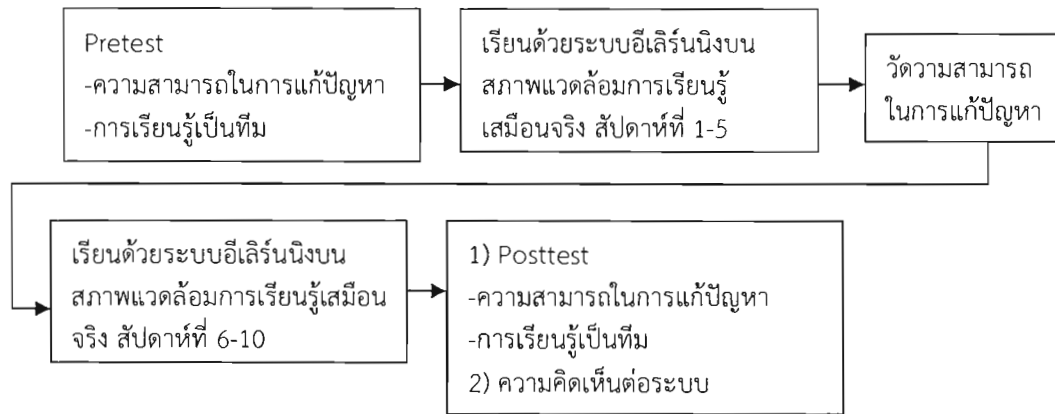 Pretest
-ความสามารถในการแก้ปัญหา
-การเรียนรู้เป็นทีม
เรียนด้วยระบบอีเลิร์นนิงบน
สภาพแวดล้อมการเรียนรู้
เสมือนจริง สัปดาห์ที่ 1-5
วัดวามสามารถ
ในการแก้ปัญหา
เรียนด้วยระบบอีเลิร์นนิงบน
สภาพแวดล้อมการเรียนรู้เสมือน
จริง สัปดาห์ที่ 6-10
1) Posttest
-ความสามารถในการแก้ปัญหา
-การเรียนรู้เป็นทีม
2) ความคิดเห็นต่อระบบ